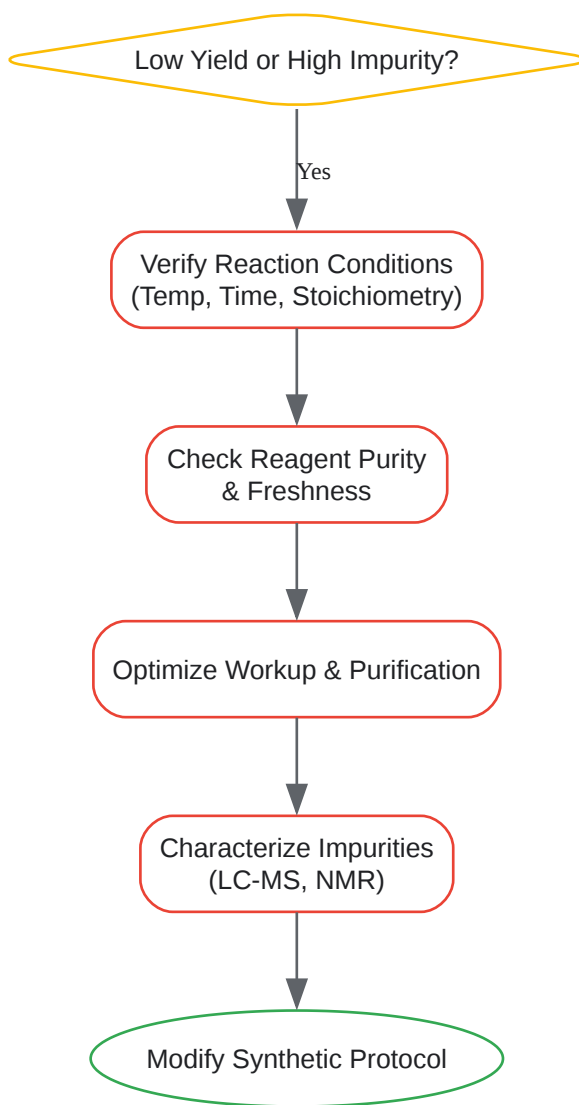 Low Yield or High Impurity?
Yes
Verify Reaction Conditions
(Temp, Time, Stoichiometry)
Check Reagent Purity
& Freshness
Optimize Workup & Purification
Characterize Impurities
(LC-MS, NMR)
Modify Synthetic Protocol